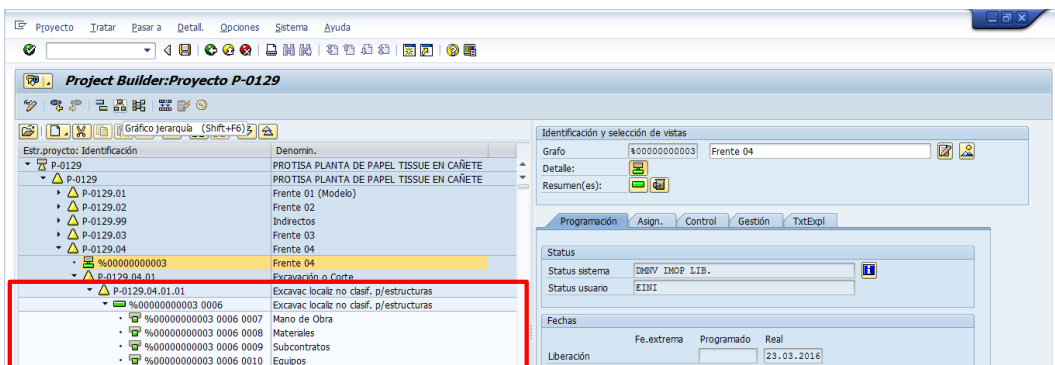 Proyecto Tratar Pasar a Detall. Opciones Sistema Ayuda
Project Builder:Proyecto P-0129
Gráfico jerarquía (Shift+F6)
Estr.proycto: Identificación Denomin.
P-0129 PROTISA PLANTA DE PAPEL TISSUE EN CAÑETE
P-0129 PROTISA PLANTA DE PAPEL TISSUE EN CAÑETE
P-0129.01 Frente 01 (Modelo)
P-0129.02 Frente 02
P-0129.99 Indirectos
P-0129.03 Frente 03
P-0129.04 Frente 04
%00000000003 Frente 04
P-0129.04.01 Excavación o Corte
P-0129.04.01.01 Excavac localiz no clasif. p/estructuras
%00000000003 0006 Excavac localiz no clasif. p/estructuras
%00000000003 0006 0007 Mano de Obra
%00000000003 0006 0008 Materiales
%00000000003 0006 0009 Subcontratos
%00000000003 0006 0010 Equipos
Identificación y selección de vistas
Grafo %00000000003 Frente 04
Detalle:
Resumen(es):
Programación Asign. Control Gestión TxtExpl
Status
Status sistema DMNV IMOP LIB.
Status usuario EINI
Fechas
Fe.extrema Programado Real
Liberación 23.03.2016